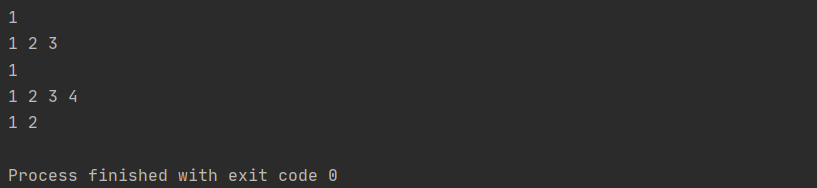 1
1 2 3
1
1 2 3 4
1 2
Process finished with exit code 0